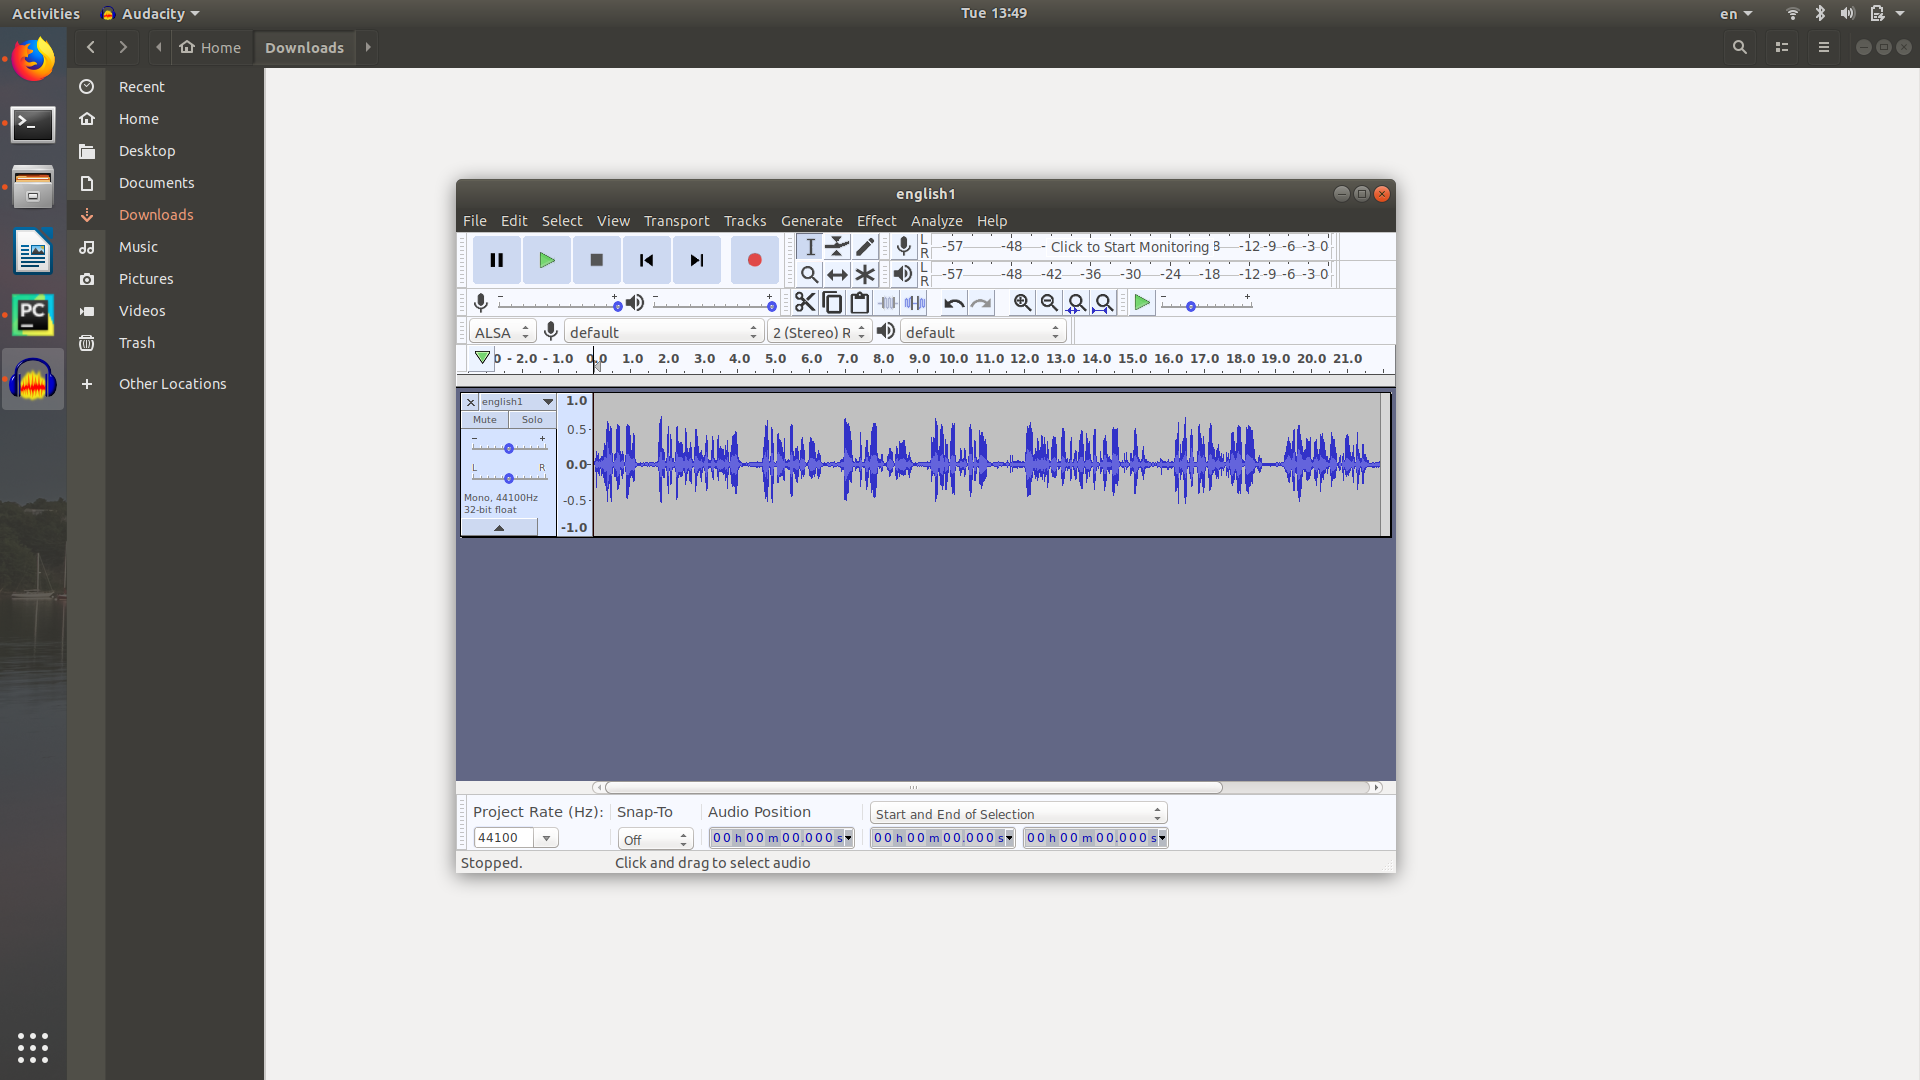 Activities Audacity Tue 13:49 en
Home Downloads
Recent
Home
Desktop
Documents
Downloads
Music
Pictures
Videos
Trash
Other Locations
english1
File Edit Select View Transport Tracks Generate Effect Analyze Help
L R -57 -48 - Click to Start Monitoring 8 -12 -9 -6 -3 0
L R -57 -48 -42 -36 -30 -24 -18 -12 -9 -6 -3 0
ALSA default 2 (Stereo) R default
0 - 2.0 - 1.0 0.0 1.0 2.0 3.0 4.0 5.0 6.0 7.0 8.0 9.0 10.0 11.0 12.0 13.0 14.0 15.0 16.0 17.0 18.0 19.0 20.0 21.0
x english1
Mute Solo
- +
L R
Mono, 44100Hz
32-bit float
1.0
0.5
0.0
-0.5
-1.0
Project Rate (Hz): Snap-To Audio Position Start and End of Selection
44100 Off 00 h 00 m 00.000 s 00 h 00 m 00.000 s 00 h 00 m 00.000 s
Stopped. Click and drag to select audio
PC